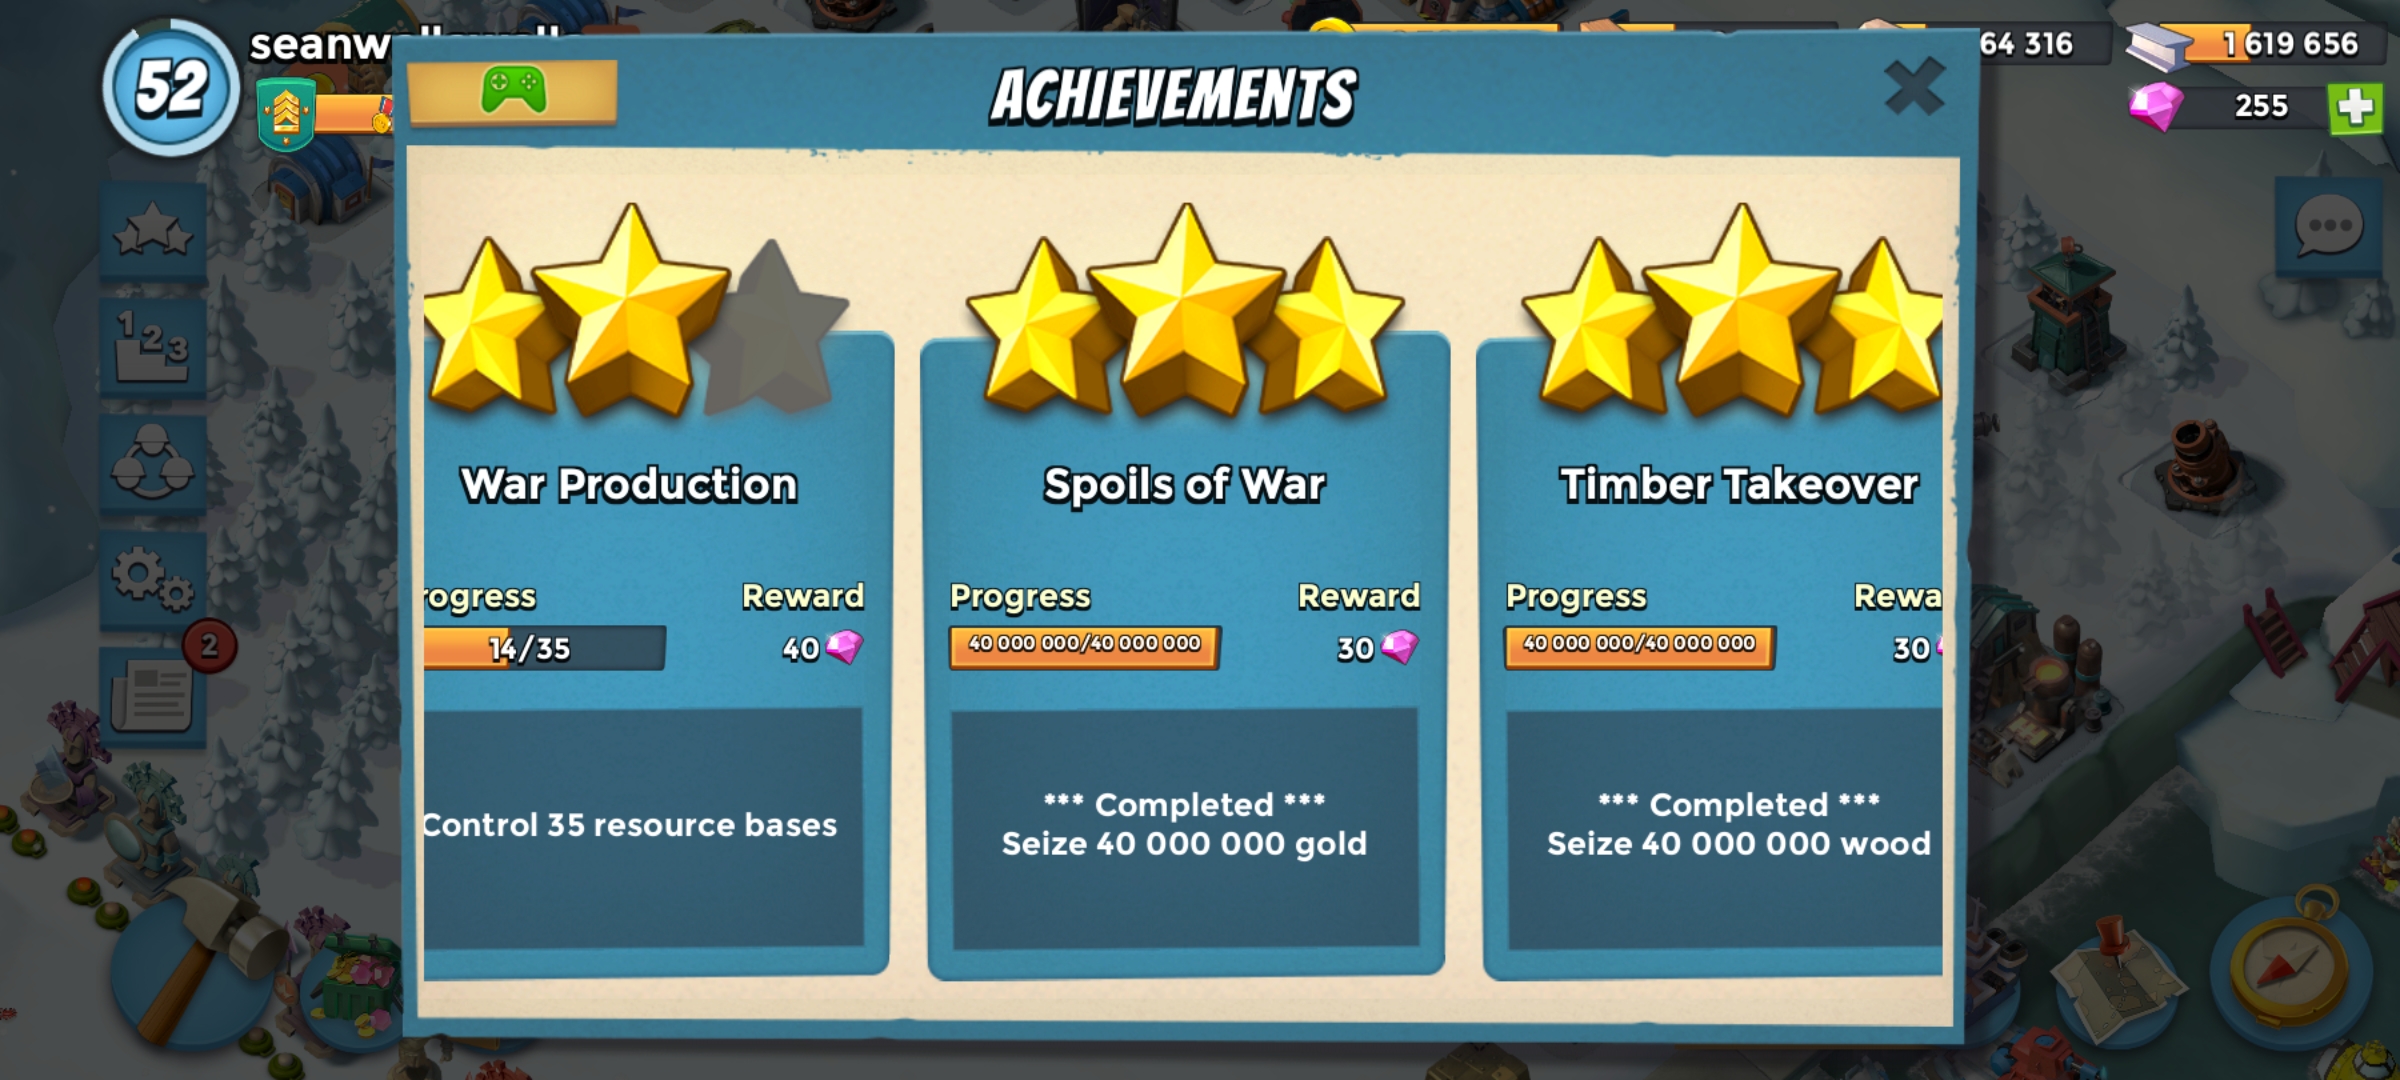 52
ACHIEVEMENTS
64 316
1 619 656
255
123
2
War Production
Spoils of War
Timber Takeover
rogress
Reward
Progress
Reward
Progress
Rewa
14/35
40
40 000 000/40 000 000
30
40 000 000/40 000 000
30
Control 35 resource bases
*** Completed ***
Seize 40 000 000 gold
*** Completed ***
Seize 40 000 000 wood